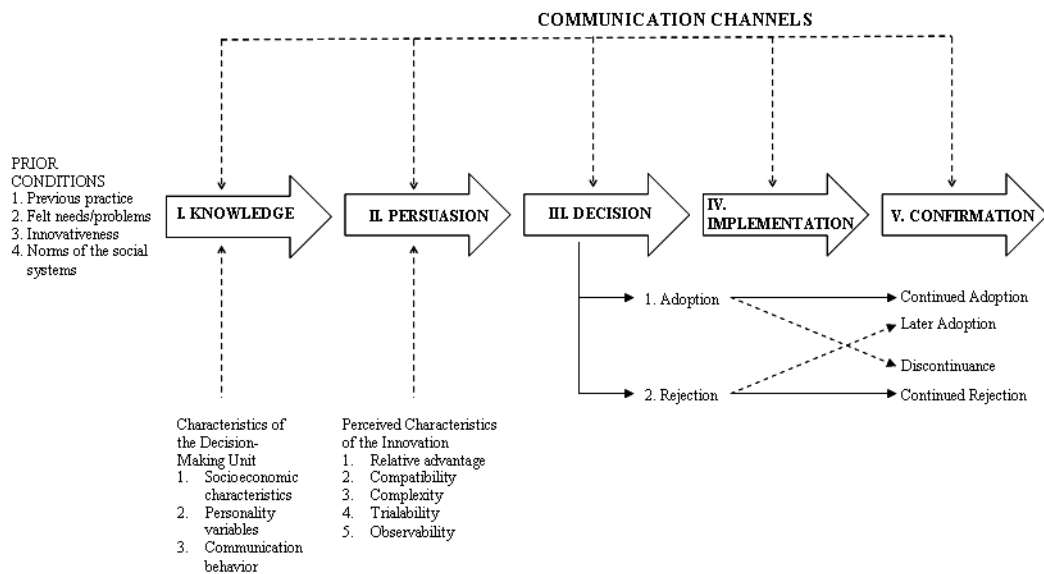 COMMUNICATION CHANNELS
PRIOR
CONDITIONS
1. Previous practice
2. Felt needs/problems
3. Innovativeness
4. Norms of the social
systems
I. KNOWLEDGE
II. PERSUASION
III. DECISION
IV.
IMPLEMENTATION
V. CONFIRMATION
1. Adoption
Continued Adoption
Later Adoption
Discontinuance
2. Rejection
Continued Rejection
Characteristics of
the Decision-
Making Unit
1. Socioeconomic
characteristics
2. Personality
variables
3. Communication
behavior
Perceived Characteristics
of the Innovation
1. Relative advantage
2. Compatibility
3. Complexity
4. Trialability
5. Observability